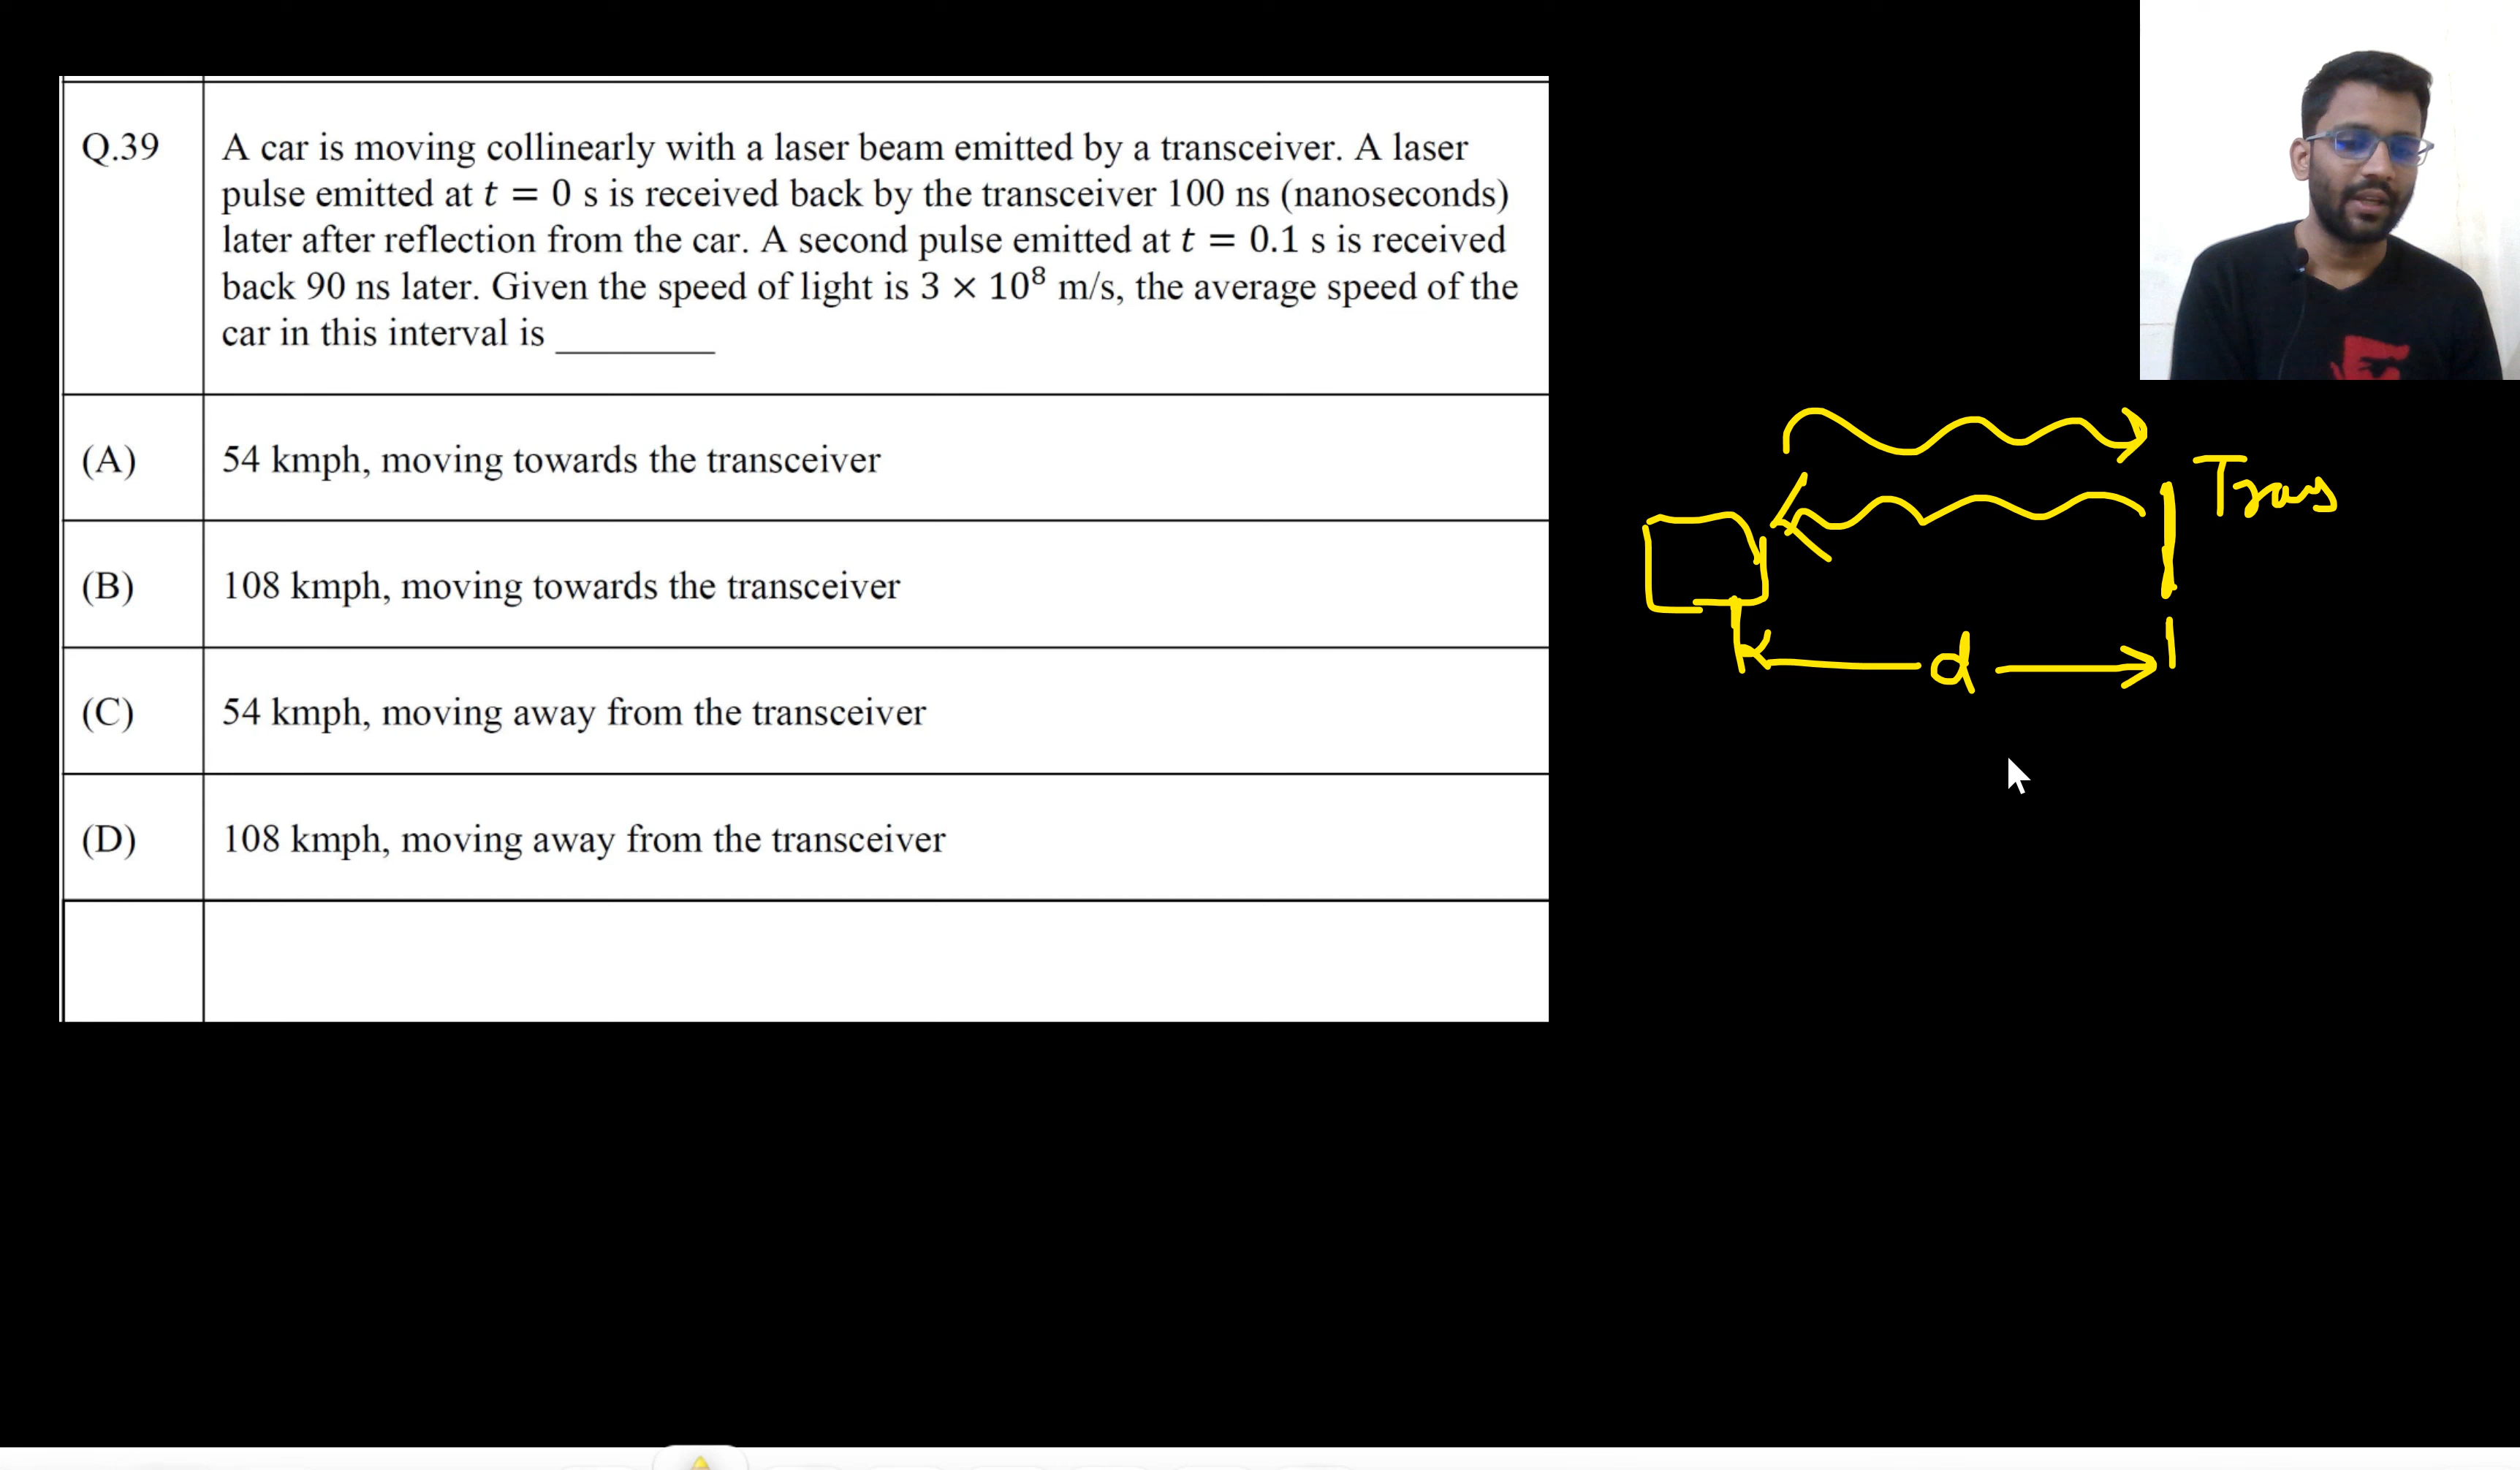 Q.39
A car is moving collinearly with a laser beam emitted by a transceiver. A laser
pulse emitted at t = 0 s is received back by the transceiver 100 ns (nanoseconds)
later after reflection from the car. A second pulse emitted at t = 0.1 s is received
back 90 ns later. Given the speed of light is 3 × 10⁸ m/s, the average speed of the
car in this interval is ________
(A) 54 kmph, moving towards the transceiver
(B) 108 kmph, moving towards the transceiver
(C) 54 kmph, moving away from the transceiver
(D) 108 kmph, moving away from the transceiver
Trans
d